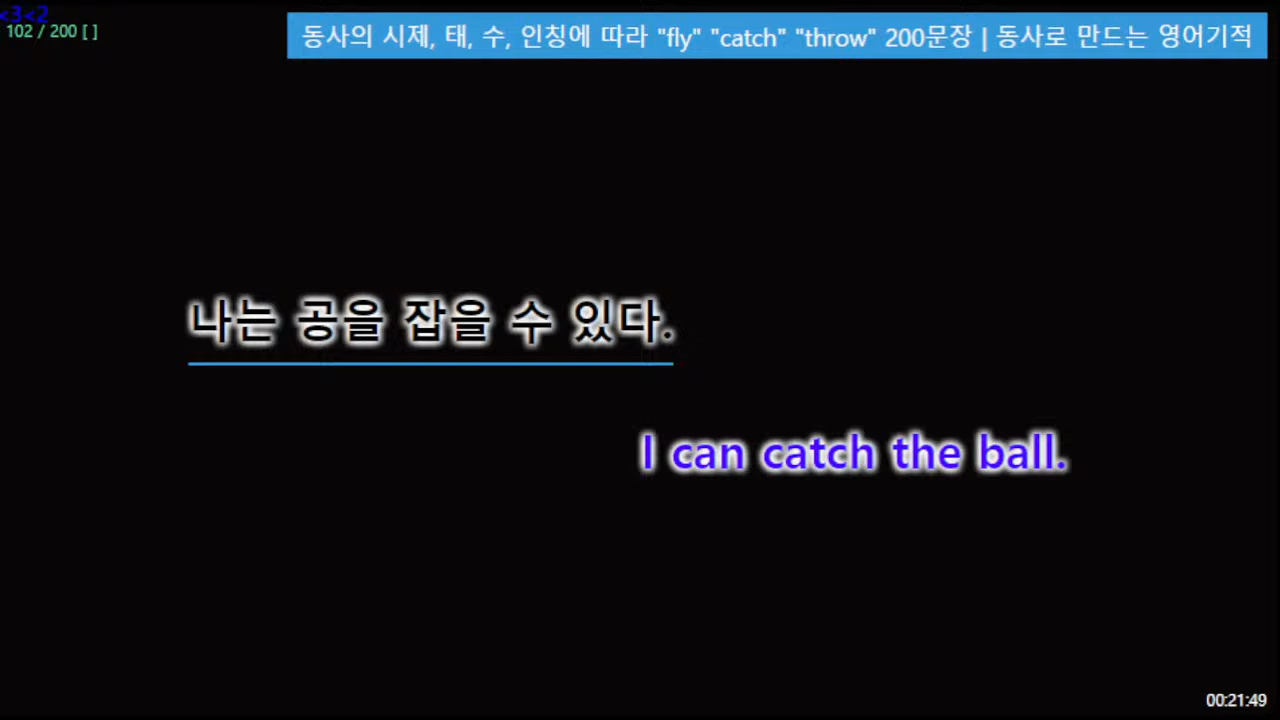 <3<2
102 / 200 [ ]
동사의 시제, 태, 수, 인칭에 따라 "fly" "catch" "throw" 200문장 | 동사로 만드는 영어기적
나는 공을 잡을 수 있다.
I can catch the ball.
00:21:49